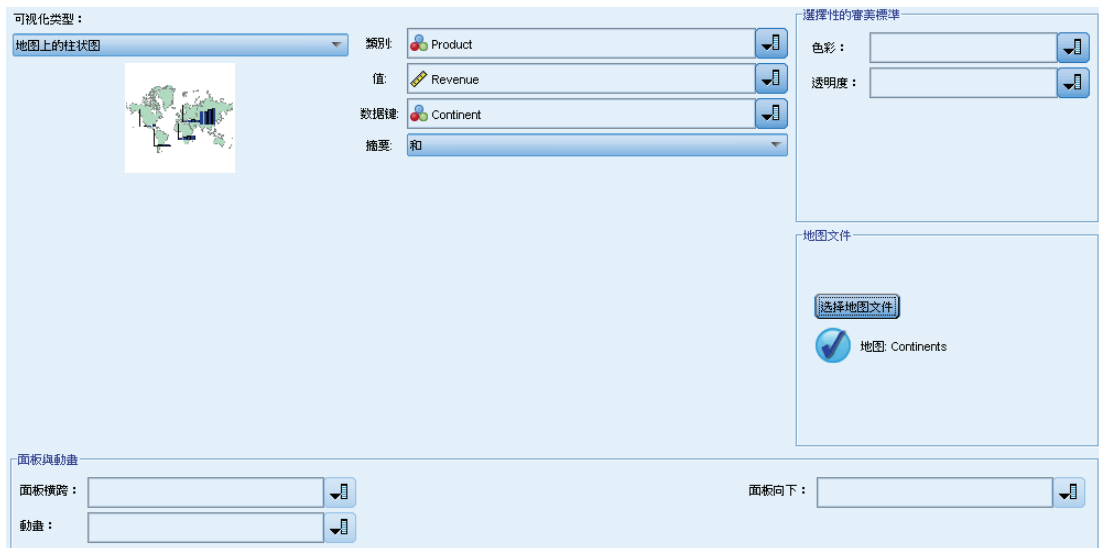 可视化类型：
地图上的柱状图
類別:
Product
值:
Revenue
数据键:
Continent
摘要:
和
選擇性的審美標準
色彩：
透明度：
地图文件
选择地图文件
地图: Continents
面板與動畫
面板橫跨：
面板向下：
動畫：